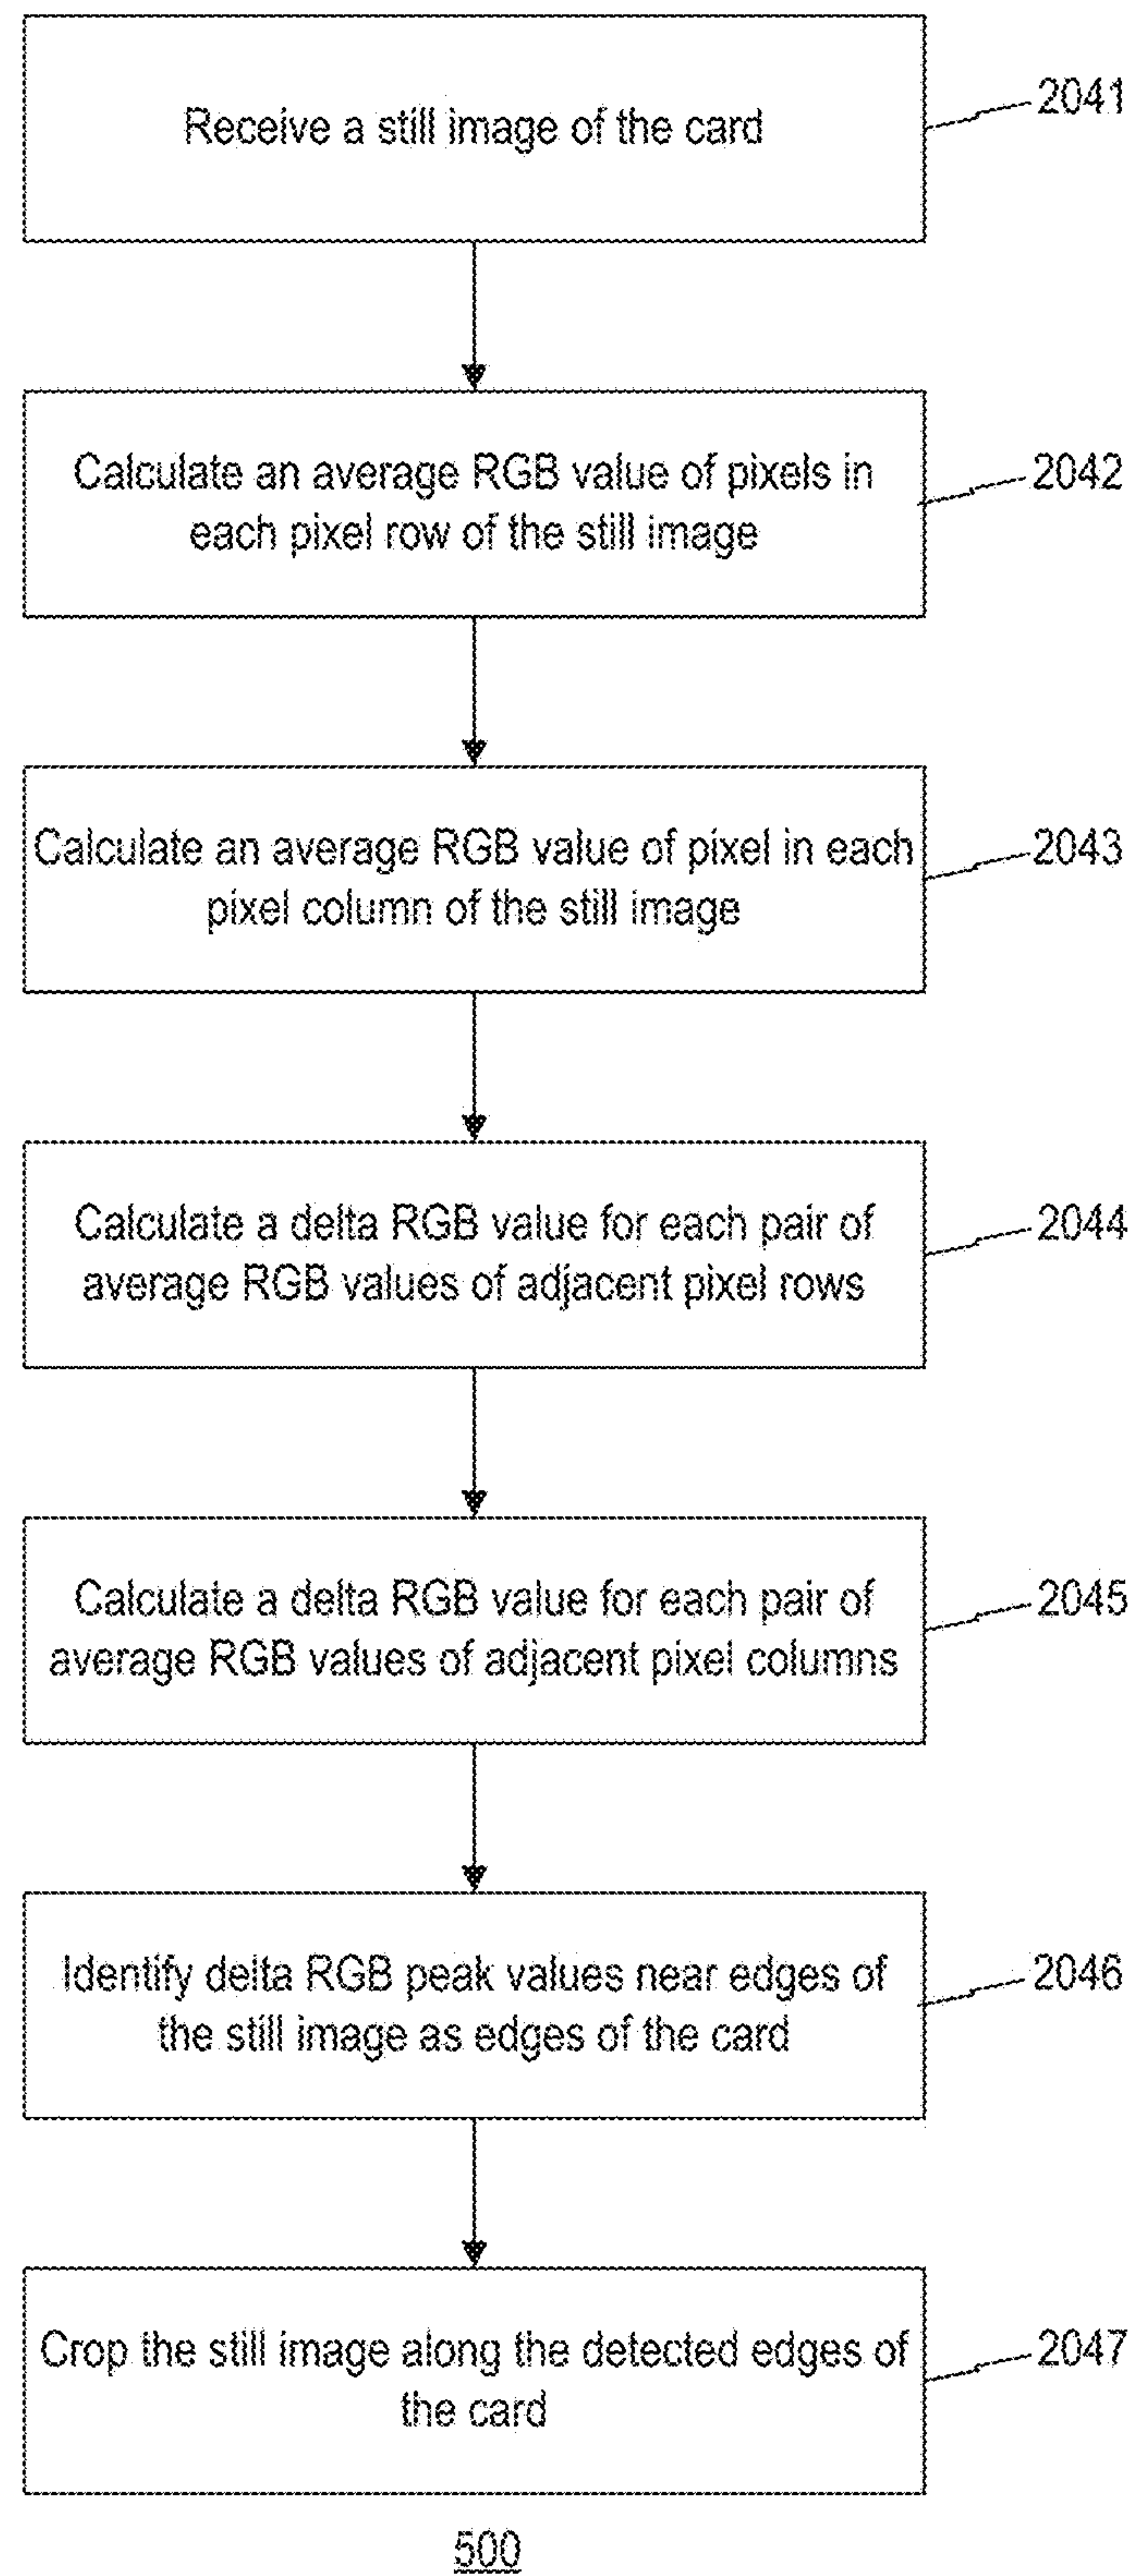 Receive a still image of the card
2041
Calculate an average RGB value of pixels in
each pixel row of the still image
2042
Calculate an average RGB value of pixel in each
pixel column of the still image
2043
Calculate a delta RGB value for each pair of
average RGB values of adjacent pixel rows
2044
Calculate a delta RGB value for each pair of
average RGB values of adjacent pixel columns
2045
Identify delta RGB peak values near edges of
the still image as edges of the card
2046
Crop the still image along the detected edges of
the card
2047
500